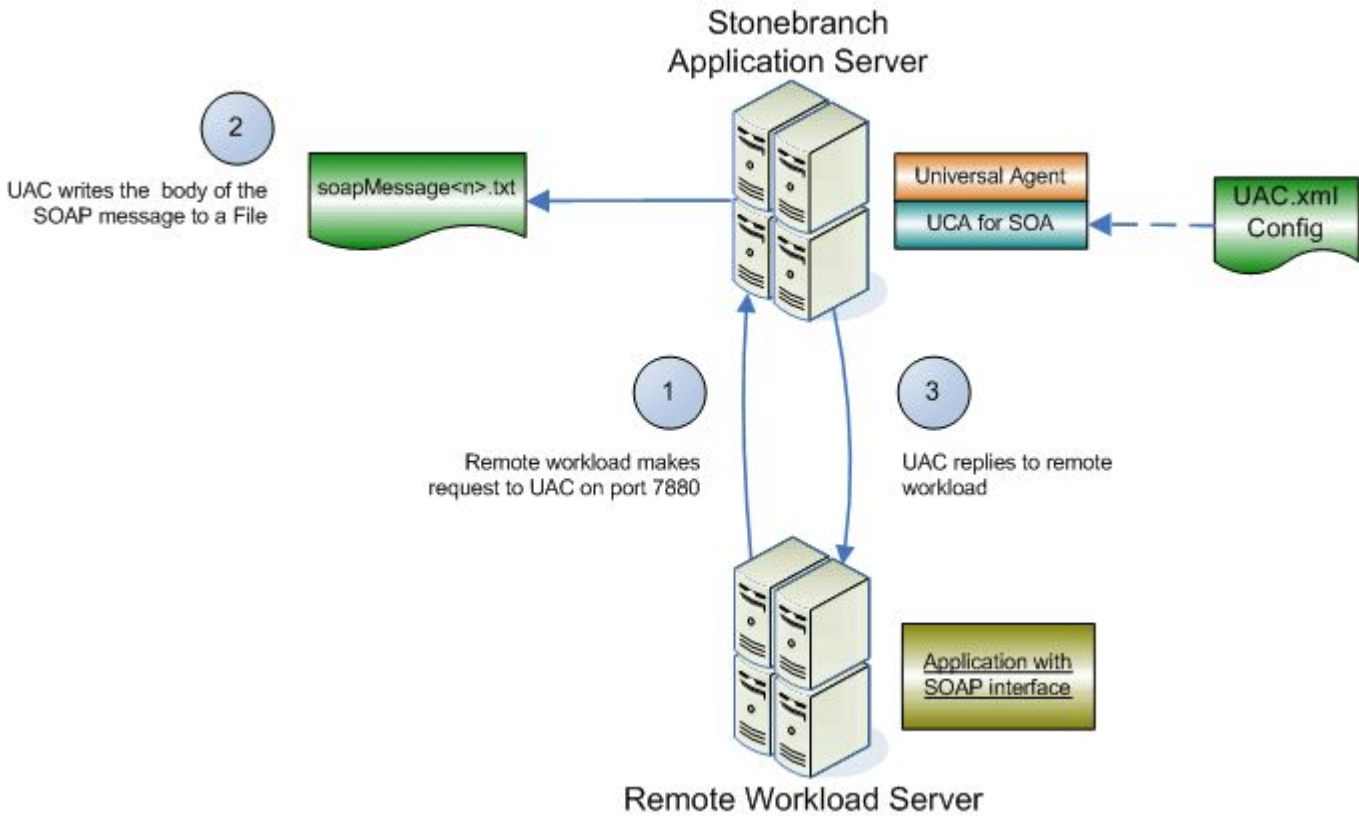 Stonebranch
Application Server
2
UAC writes the body of the
SOAP message to a File
soapMessage<n>.txt
Universal Agent
UCA for SOA
UAC.xml
Config
1
Remote workload makes
request to UAC on port 7880
3
UAC replies to remote
workload
Application with
SOAP interface
Remote Workload Server